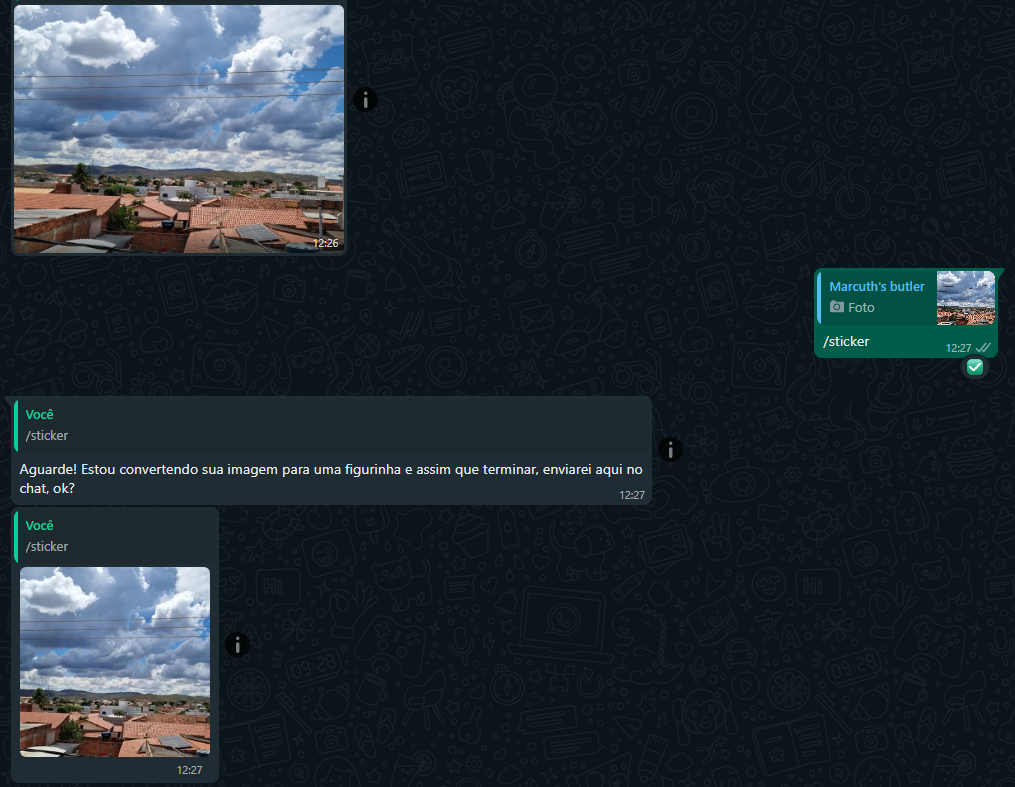 12:26
Marcuth's butler
Foto
/sticker
12:27
Você
/sticker
Aguarde! Estou convertendo sua imagem para uma figurinha e assim que terminar, enviarei aqui no
chat, ok?
12:27
Você
/sticker
12:27